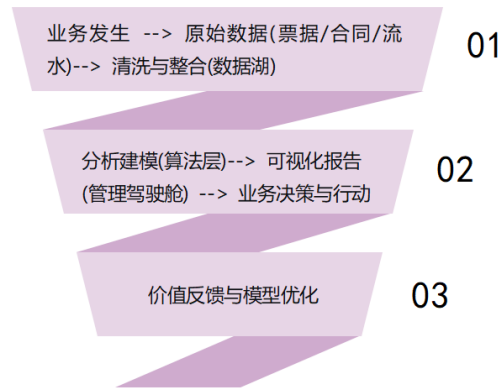 业务发生 --> 原始数据(票据/合同/流
水)--> 清洗与整合(数据湖)
01
分析建模(算法层)--> 可视化报告
(管理驾驶舱) --> 业务决策与行动
02
价值反馈与模型优化
03